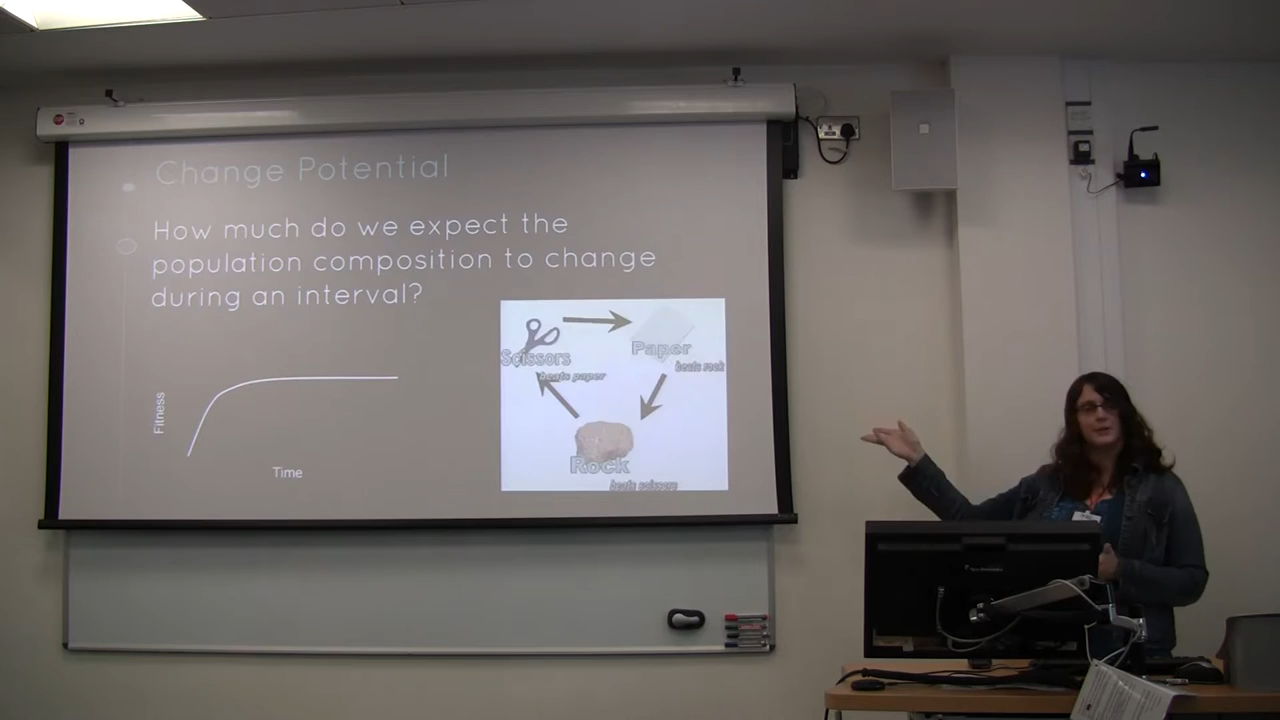 Change Potential
How much do we expect the
population composition to change
during an interval?
Scissors
beats paper
Paper
beats rock
Rock
beats scissors
Fitness
Time